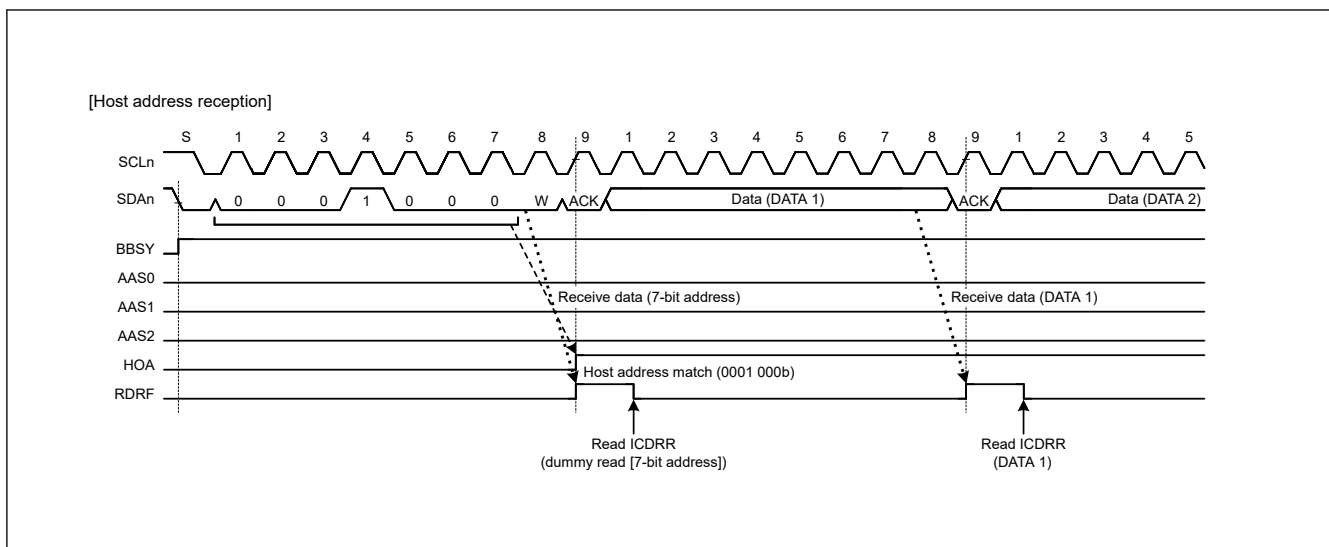 [Host address reception]
S 1 2 3 4 5 6 7 8 9 1 2 3 4 5 6 7 8 9 1 2 3 4 5
SCLn
SDAn 0 0 0 1 0 0 0 W ACK Data (DATA 1) ACK Data (DATA 2)
BBSY
AAS0
Receive data (7-bit address) Receive data (DATA 1)
AAS1
AAS2
HOA
Host address match (0001 000b)
RDRF
Read ICDRR Read ICDRR
(dummy read [7-bit address]) (DATA 1)